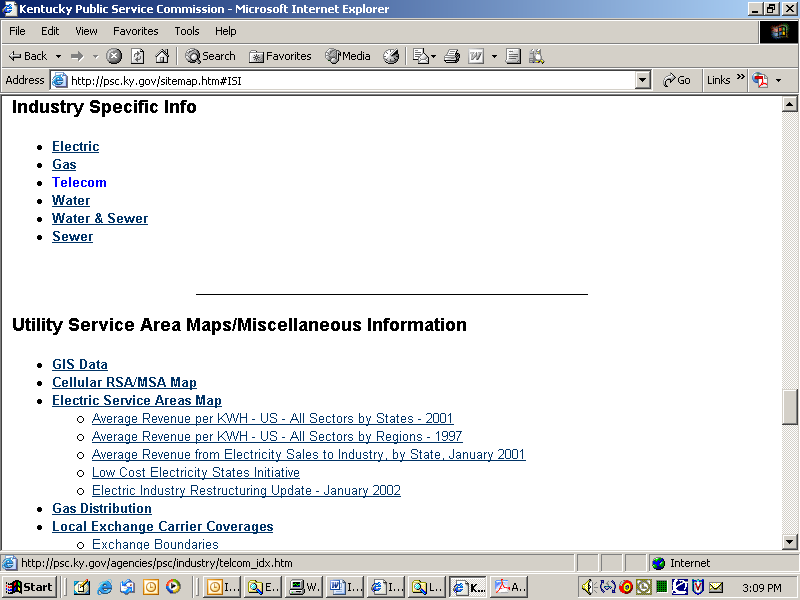 Kentucky Public Service Commission - Microsoft Internet Explorer
File Edit View Favorites Tools Help
Back Search Favorites Media
Address http://psc.ky.gov/sitemap.htm#ISI Go Links »
Industry Specific Info
Electric
Gas
Telecom
Water
Water & Sewer
Sewer
Utility Service Area Maps/Miscellaneous Information
GIS Data
Cellular RSA/MSA Map
Electric Service Areas Map
Average Revenue per KWH - US - All Sectors by States - 2001
Average Revenue per KWH - US - All Sectors by Regions - 1997
Average Revenue from Electricity Sales to Industry, by State, January 2001
Low Cost Electricity States Initiative
Electric Industry Restructuring Update - January 2002
Gas Distribution
Local Exchange Carrier Coverages
Exchange Boundaries
http://psc.ky.gov/agencies/psc/industry/telcom_idx.htm Internet
Start I... E... W... I... I... L... K... A... 3:09 PM